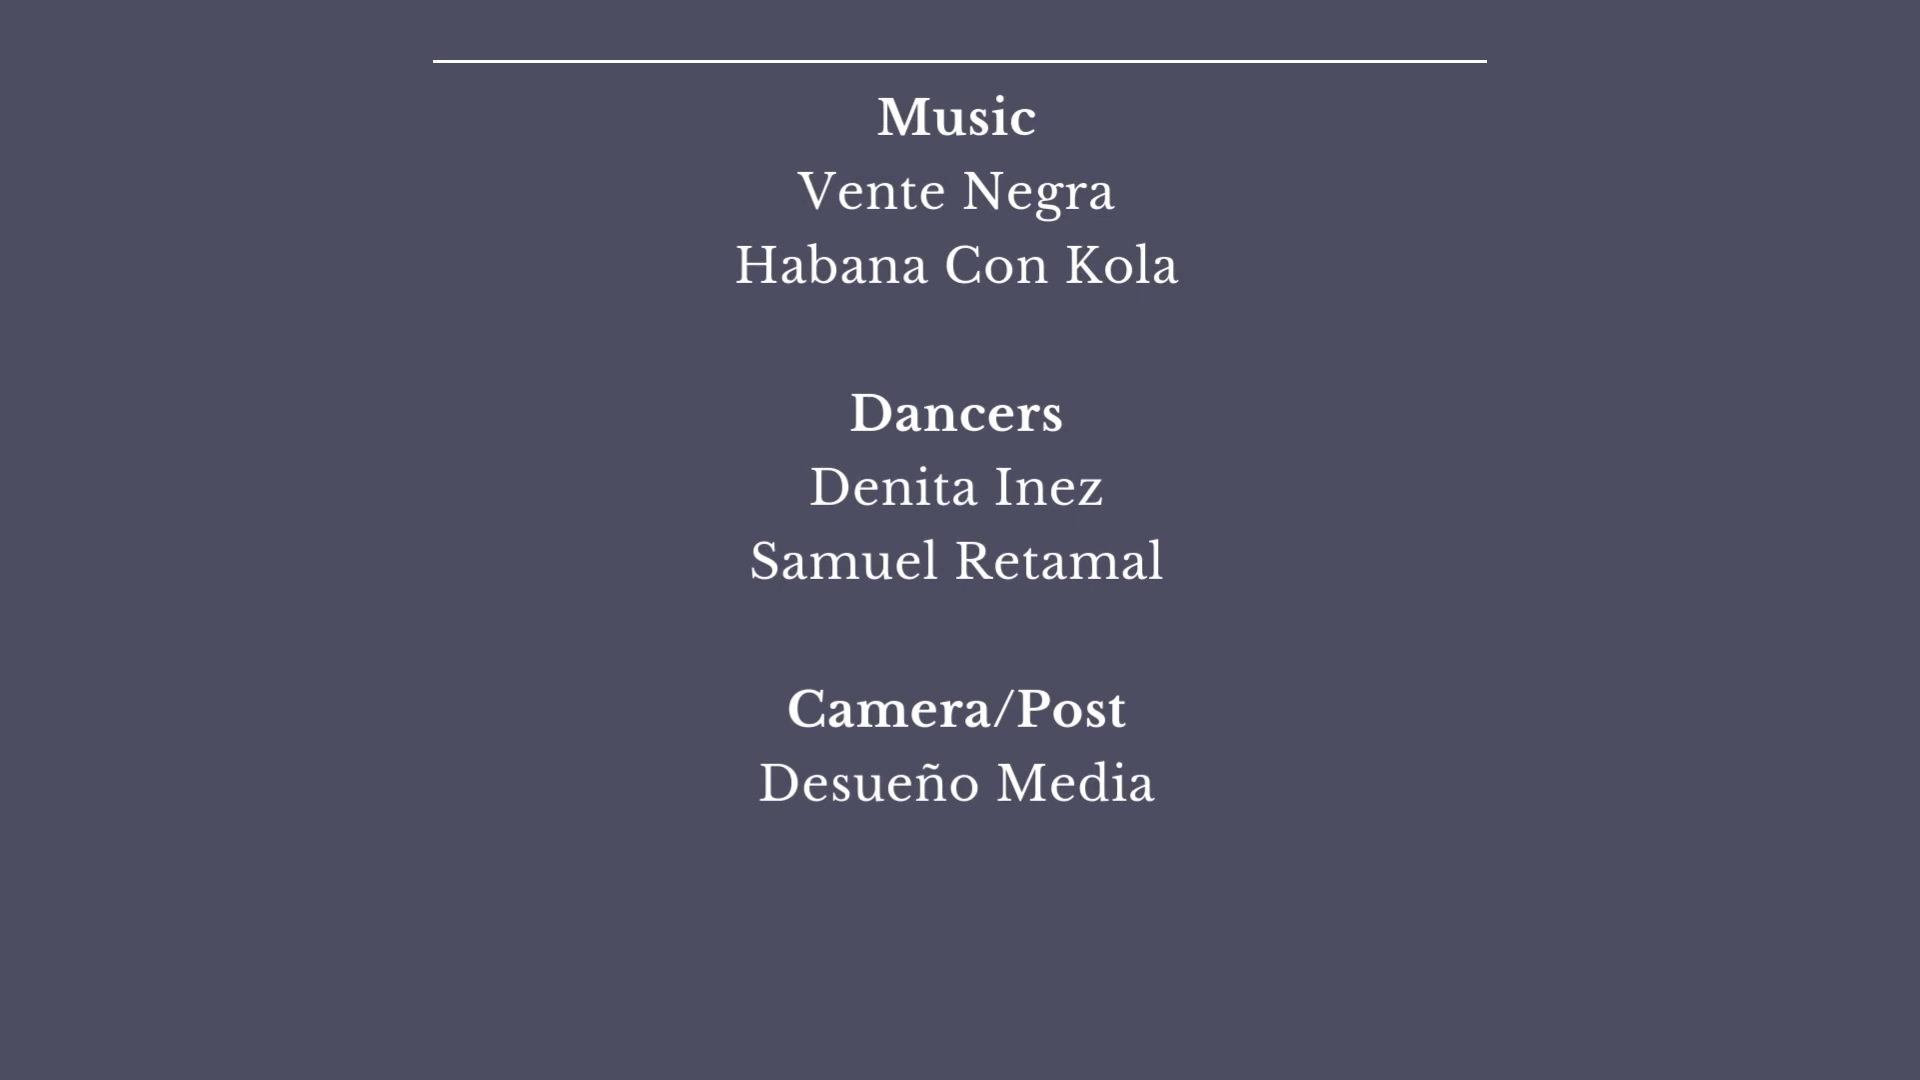 Music
Vente Negra
Habana Con Kola
Dancers
Denita Inez
Samuel Retamal
Camera/Post
Desueño Media